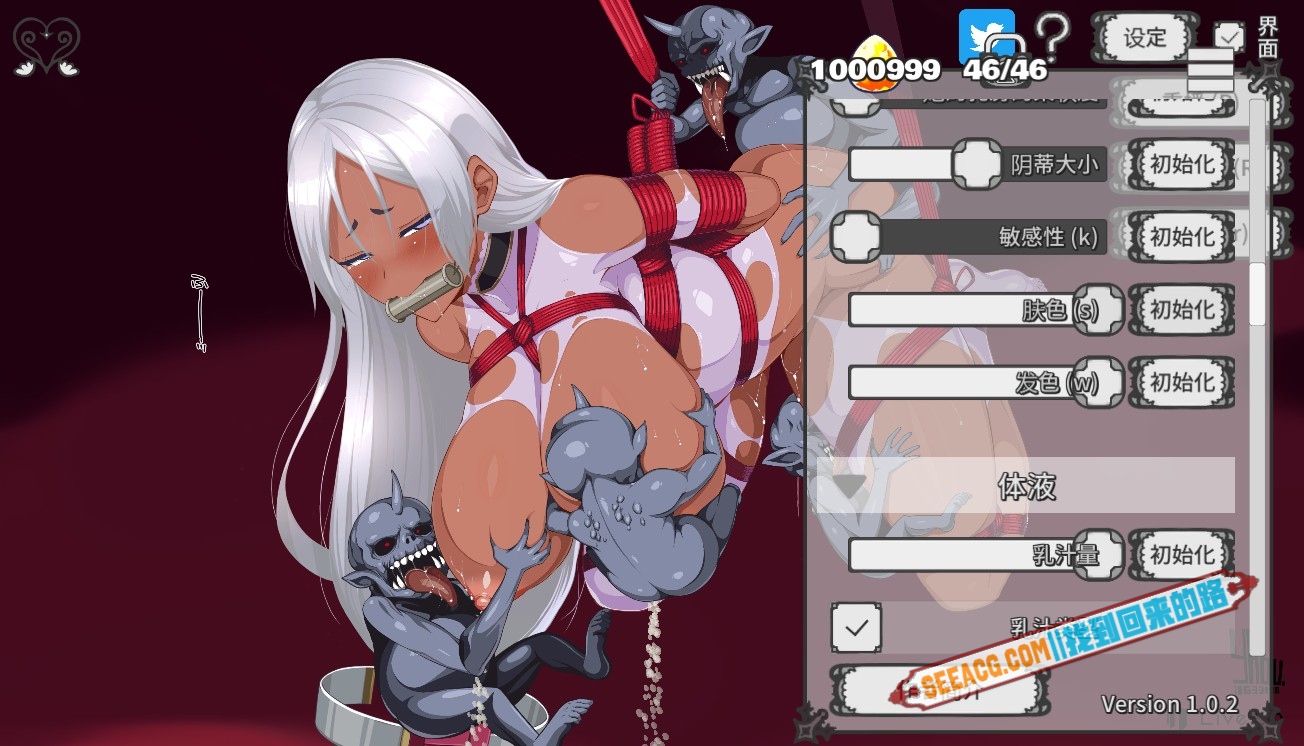 1000999 46/46
设定
界面
阴蒂大小
初始化
敏感性 (k)
初始化
肤色 (s)
初始化
发色 (w)
初始化
体液
乳汁量
初始化
SEEACG.COM||找到回来的路
Version 1.0.2